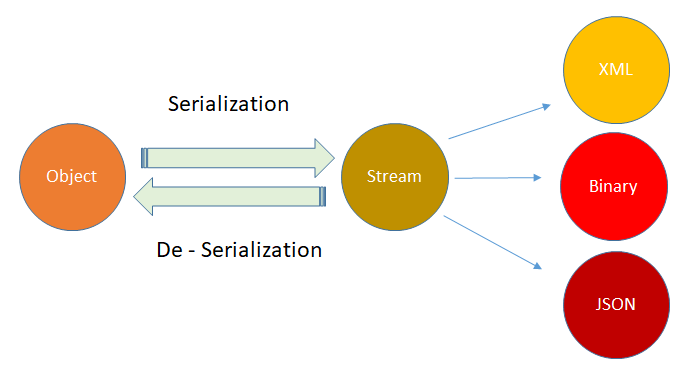 XML
Serialization
Object
Stream
Binary
De - Serialization
JSON